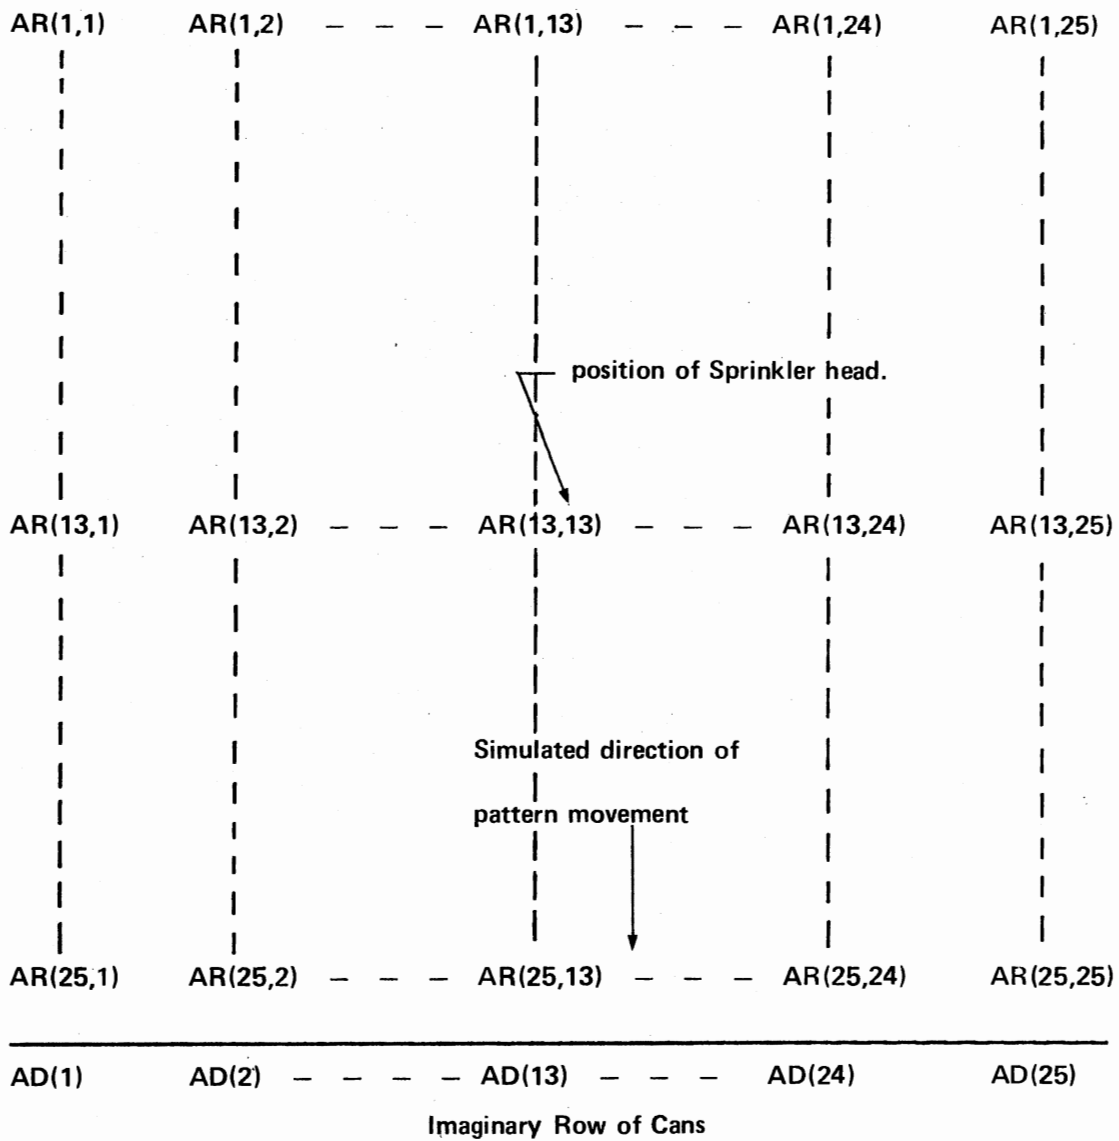 AR(1,1) AR(1,2) – – – AR(1,13) – – – AR(1,24) AR(1,25)
position of Sprinkler head.
AR(13,1) AR(13,2) – – – AR(13,13) – – – AR(13,24) AR(13,25)
Simulated direction of
pattern movement
AR(25,1) AR(25,2) – – – AR(25,13) – – – AR(25,24) AR(25,25)
AD(1) AD(2) – – – – AD(13) – – – AD(24) AD(25)
Imaginary Row of Cans